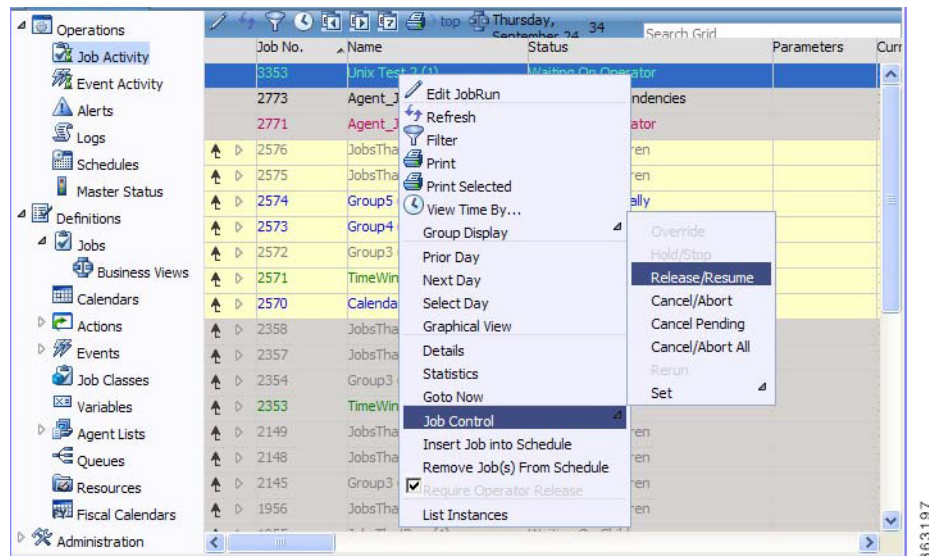 Operations
Job Activity
Event Activity
Alerts
Logs
Schedules
Master Status
Definitions
Jobs
Business Views
Calendars
Actions
Events
Job Classes
Variables
Agent Lists
Queues
Resources
Fiscal Calendars
Administration
top Thursday, September 24 34 Search Grid
Job No. Name Status Parameters Curr
3353 Unix Test 2 (1) Waiting On Operator
2773 Agent_J ndencies
2771 Agent_J ator
2576 JobsTha ren
2575 JobsTha ren
2574 Group5 ally
2573 Group4
2572 Group3
2571 TimeWin
2570 Calenda
2358 JobsTha
2357 JobsTha
2354 Group3
2353 TimeWin
2149 JobsTha ren
2148 JobsTha ren
2145 Group3 ren
1956 JobsTha ren
Edit JobRun
Refresh
Filter
Print
Print Selected
View Time By...
Group Display
Prior Day
Next Day
Select Day
Graphical View
Details
Statistics
Goto Now
Job Control
Insert Job into Schedule
Remove Job(s) From Schedule
Require Operator Release
List Instances
Override
Hold/Stop
Release/Resume
Cancel/Abort
Cancel Pending
Cancel/Abort All
Rerun
Set
363197